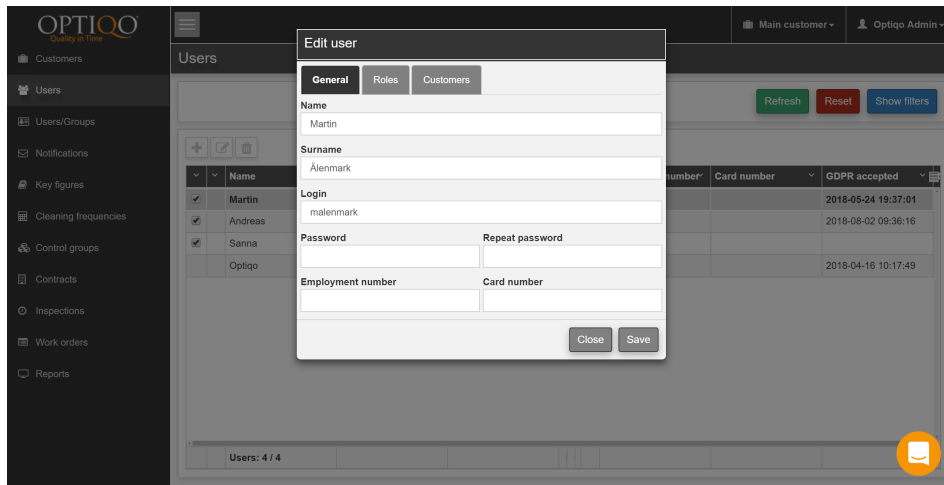 OPTIQO
Quality in Time
Main customer
Optiqo Admin
Customers
Users
Users/Groups
Notifications
Key figures
Cleaning frequencies
Control groups
Contracts
Inspections
Work orders
Reports
Users
Refresh
Reset
Show filters
Edit user
General
Roles
Customers
Name
Martin
Surname
Älenmark
Login
malenmark
Password
Repeat password
Employment number
Card number
Close
Save
Name
number
Card number
GDPR accepted
Martin
2018-05-24 19:37:01
Andreas
2018-08-02 09:36:16
Sanna
Optiqo
2018-04-16 10:17:49
Users: 4 / 4